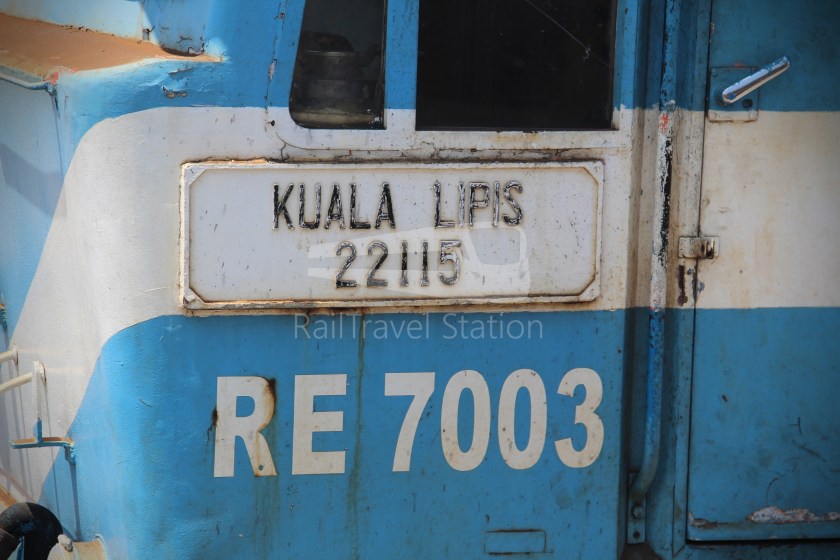 KUALA LIPIS
22115
RailTravel Station
RE 7003